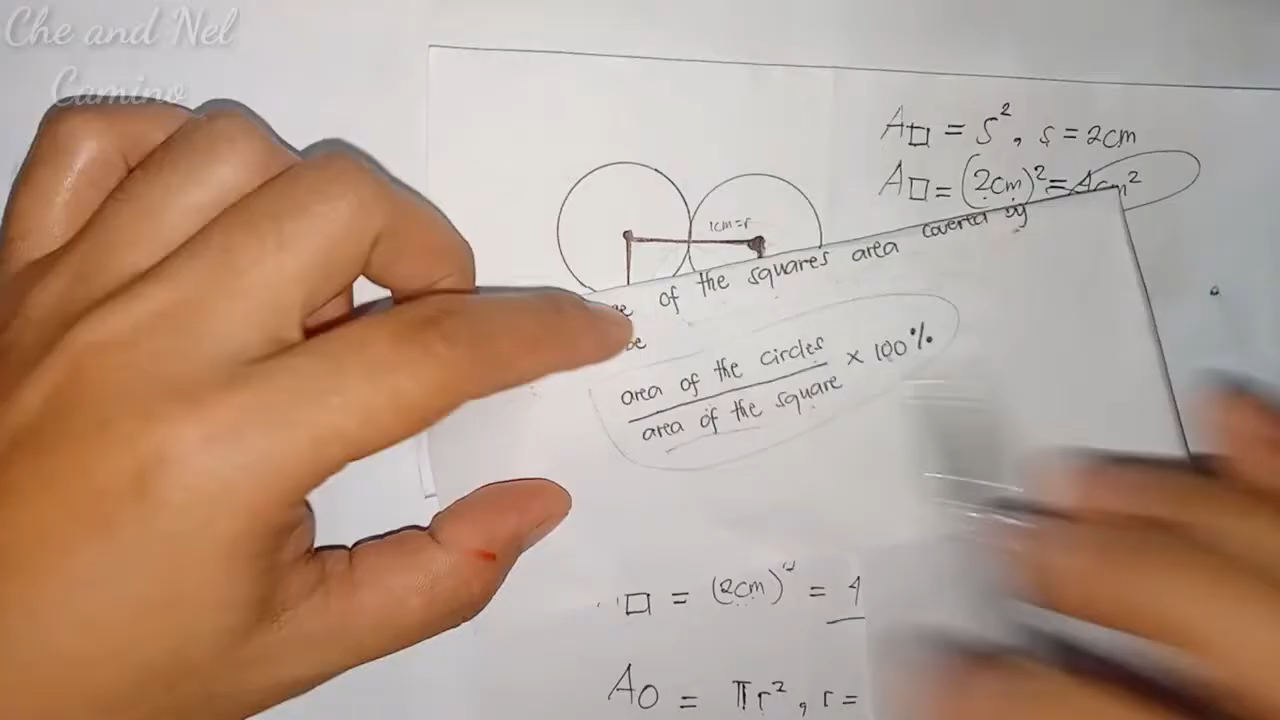 Che and Nel
Camino
A□ = s², s = 2cm
A□ = (2cm)² = 4cm²
1cm=r
of the squares area covered by
area of the circles
area of the square
× 100%
□ = (2cm)² = 4
A○ = πr², r =